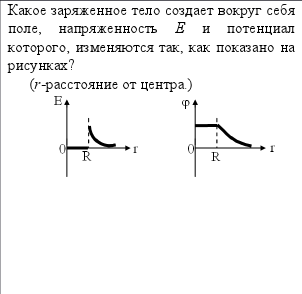 Какое заряженное тело создает вокруг себя
поле, напряженность E и потенциал
которого, изменяются так, как показано на
рисунках?
(r-расстояние от центра.)
E φ
0 R r 0 R r